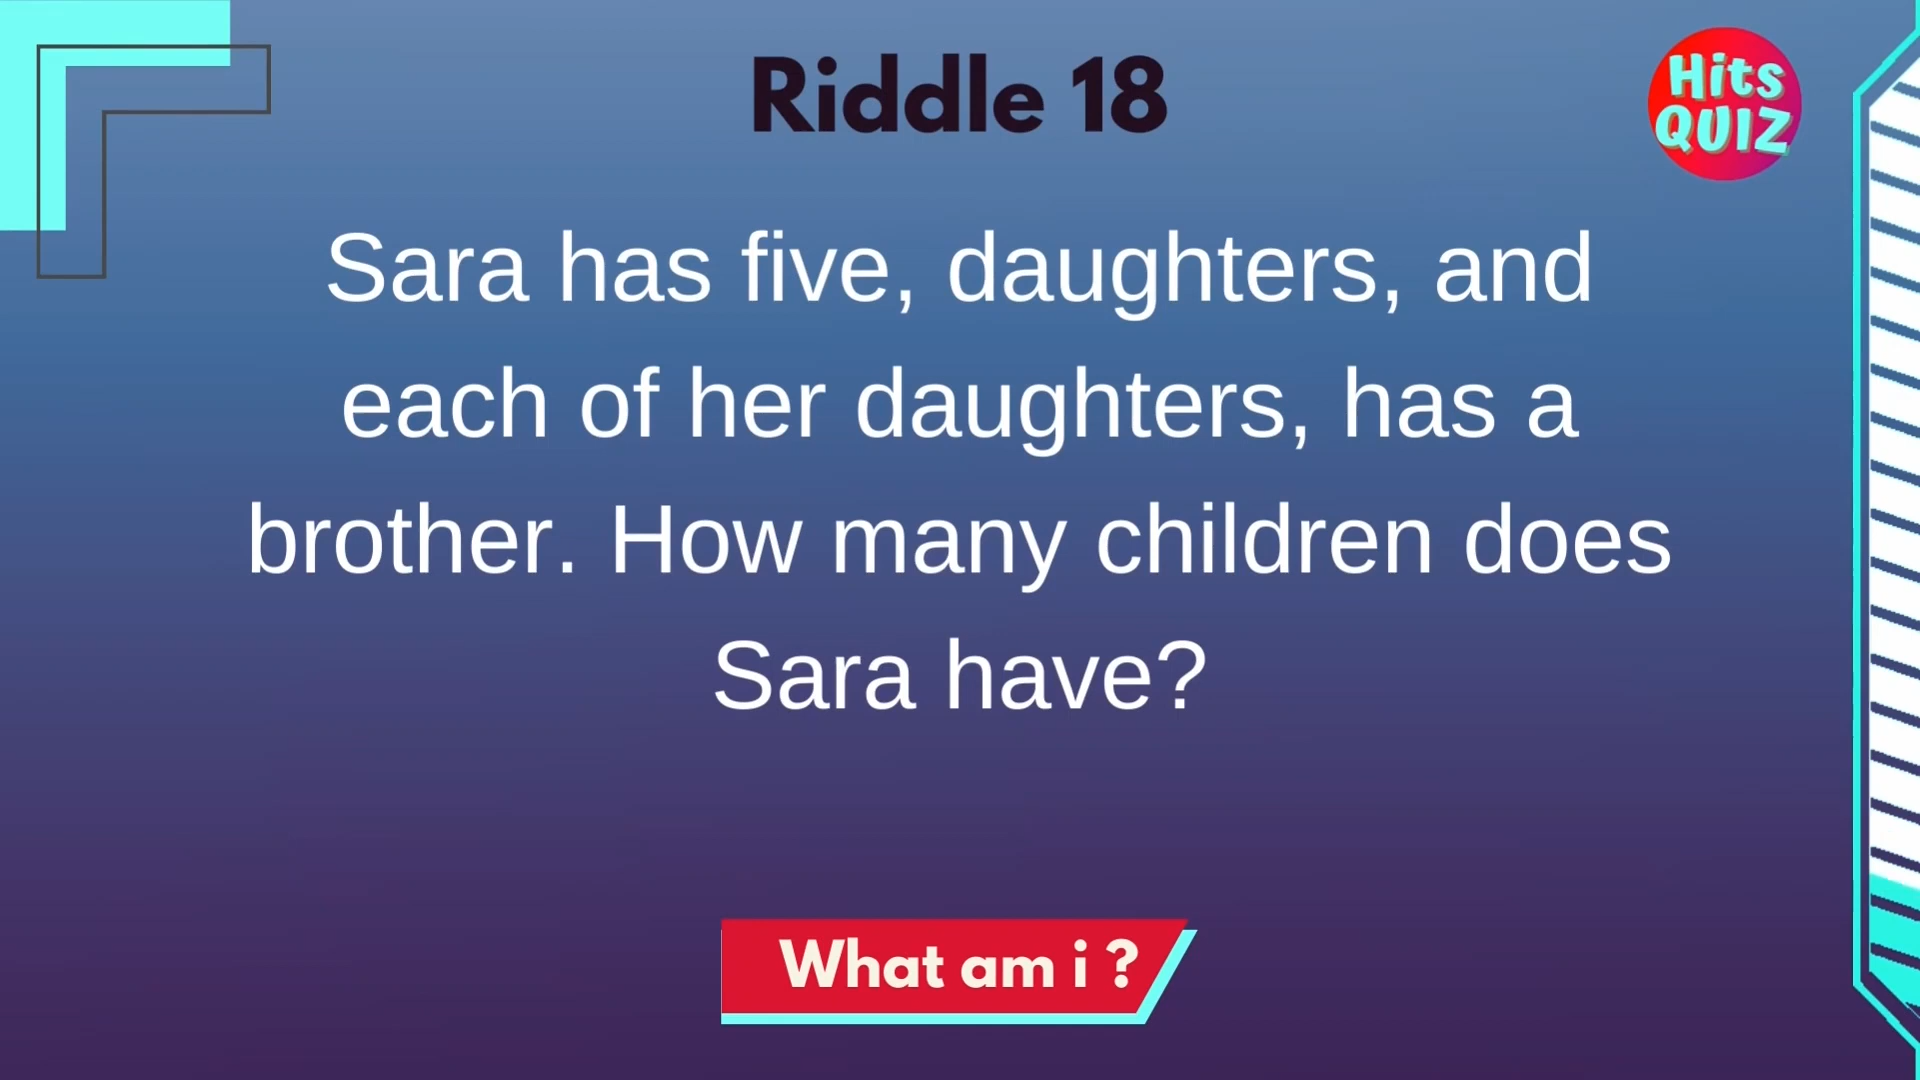 Riddle 18
Hits
QUIZ
Sara has five, daughters, and
each of her daughters, has a
brother. How many children does
Sara have?
What am i ?